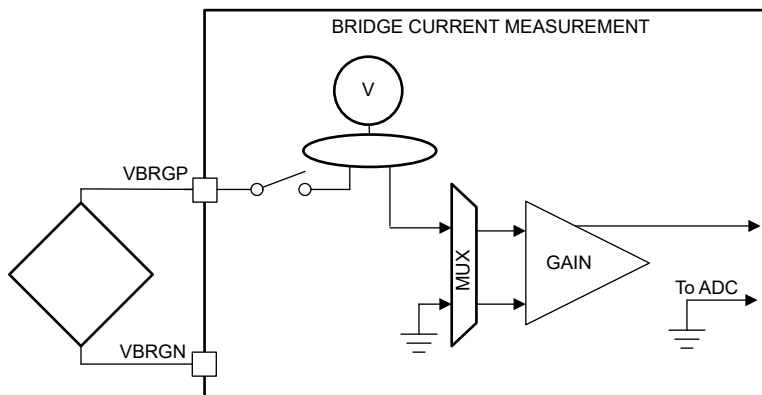 BRIDGE CURRENT MEASUREMENT
V
VBRGP
MUX
GAIN
To ADC
VBRGN